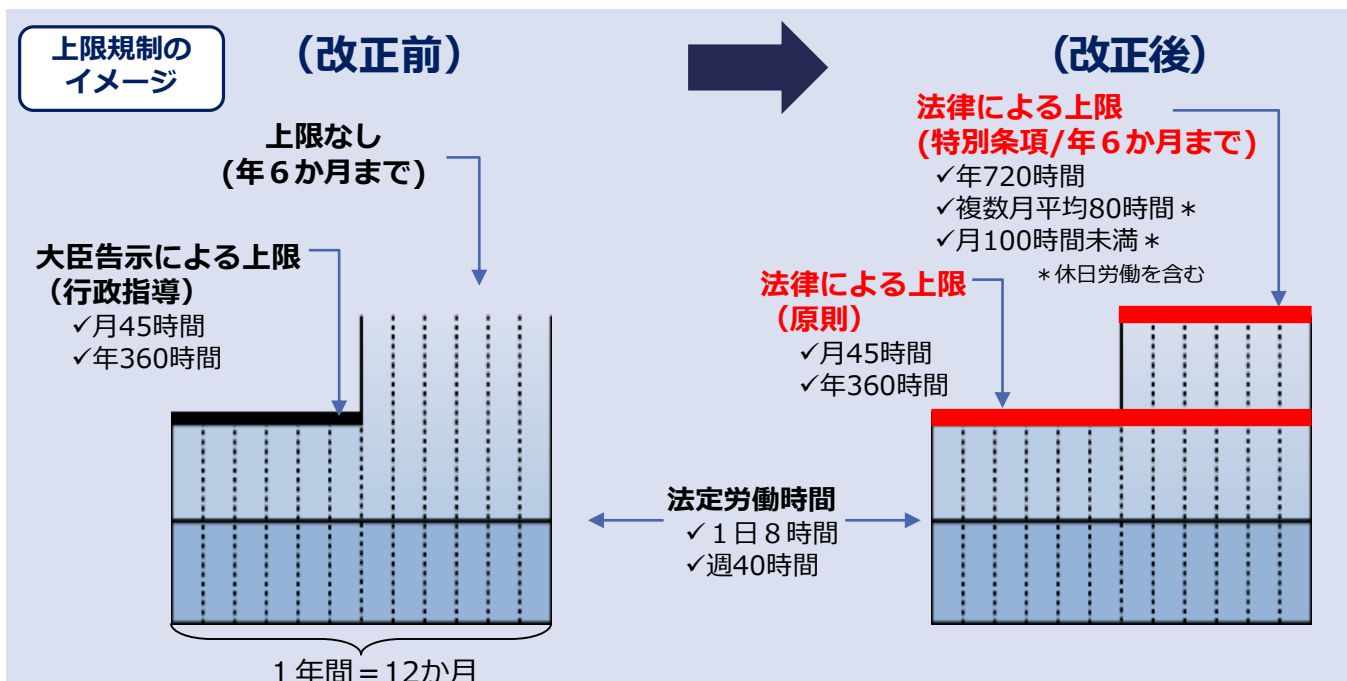 上限規制の
イメージ
（改正前）
（改正後）
上限なし
(年６か月まで)
大臣告示による上限
（行政指導）
✓月45時間
✓年360時間
法律による上限
(特別条項/年６か月まで)
✓年720時間
✓複数月平均80時間＊
✓月100時間未満＊
＊休日労働を含む
法律による上限
（原則）
✓月45時間
✓年360時間
法定労働時間
✓１日８時間
✓週40時間
１年間＝12か月